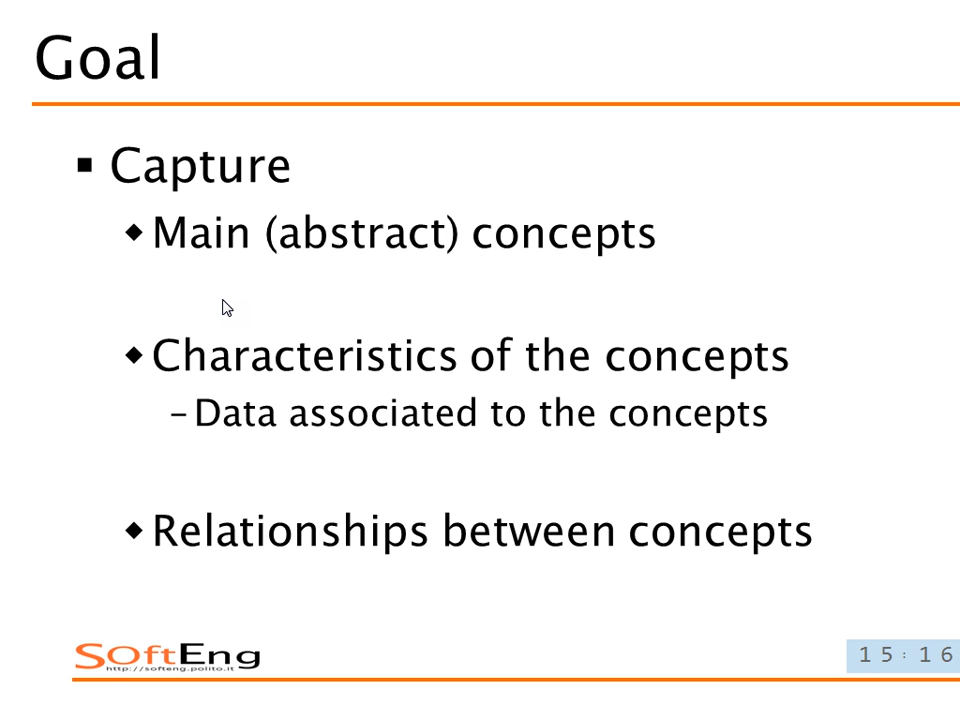 Goal
▪ Capture
◆ Main (abstract) concepts
◆ Characteristics of the concepts
– Data associated to the concepts
◆ Relationships between concepts
SOftEng
http://softeng.polito.it
15:16